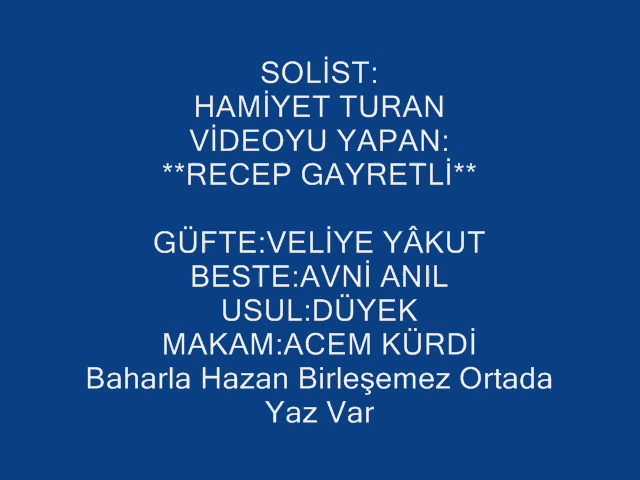 SOLİST:
HAMİYET TURAN
VİDEOYU YAPAN:
**RECEP GAYRETLİ**
GÜFTE:VELİYE YÂKUT
BESTE:AVNİ ANIL
USUL:DÜYEK
MAKAM:ACEM KÜRDİ
Baharla Hazan Birleşemez Ortada
Yaz Var